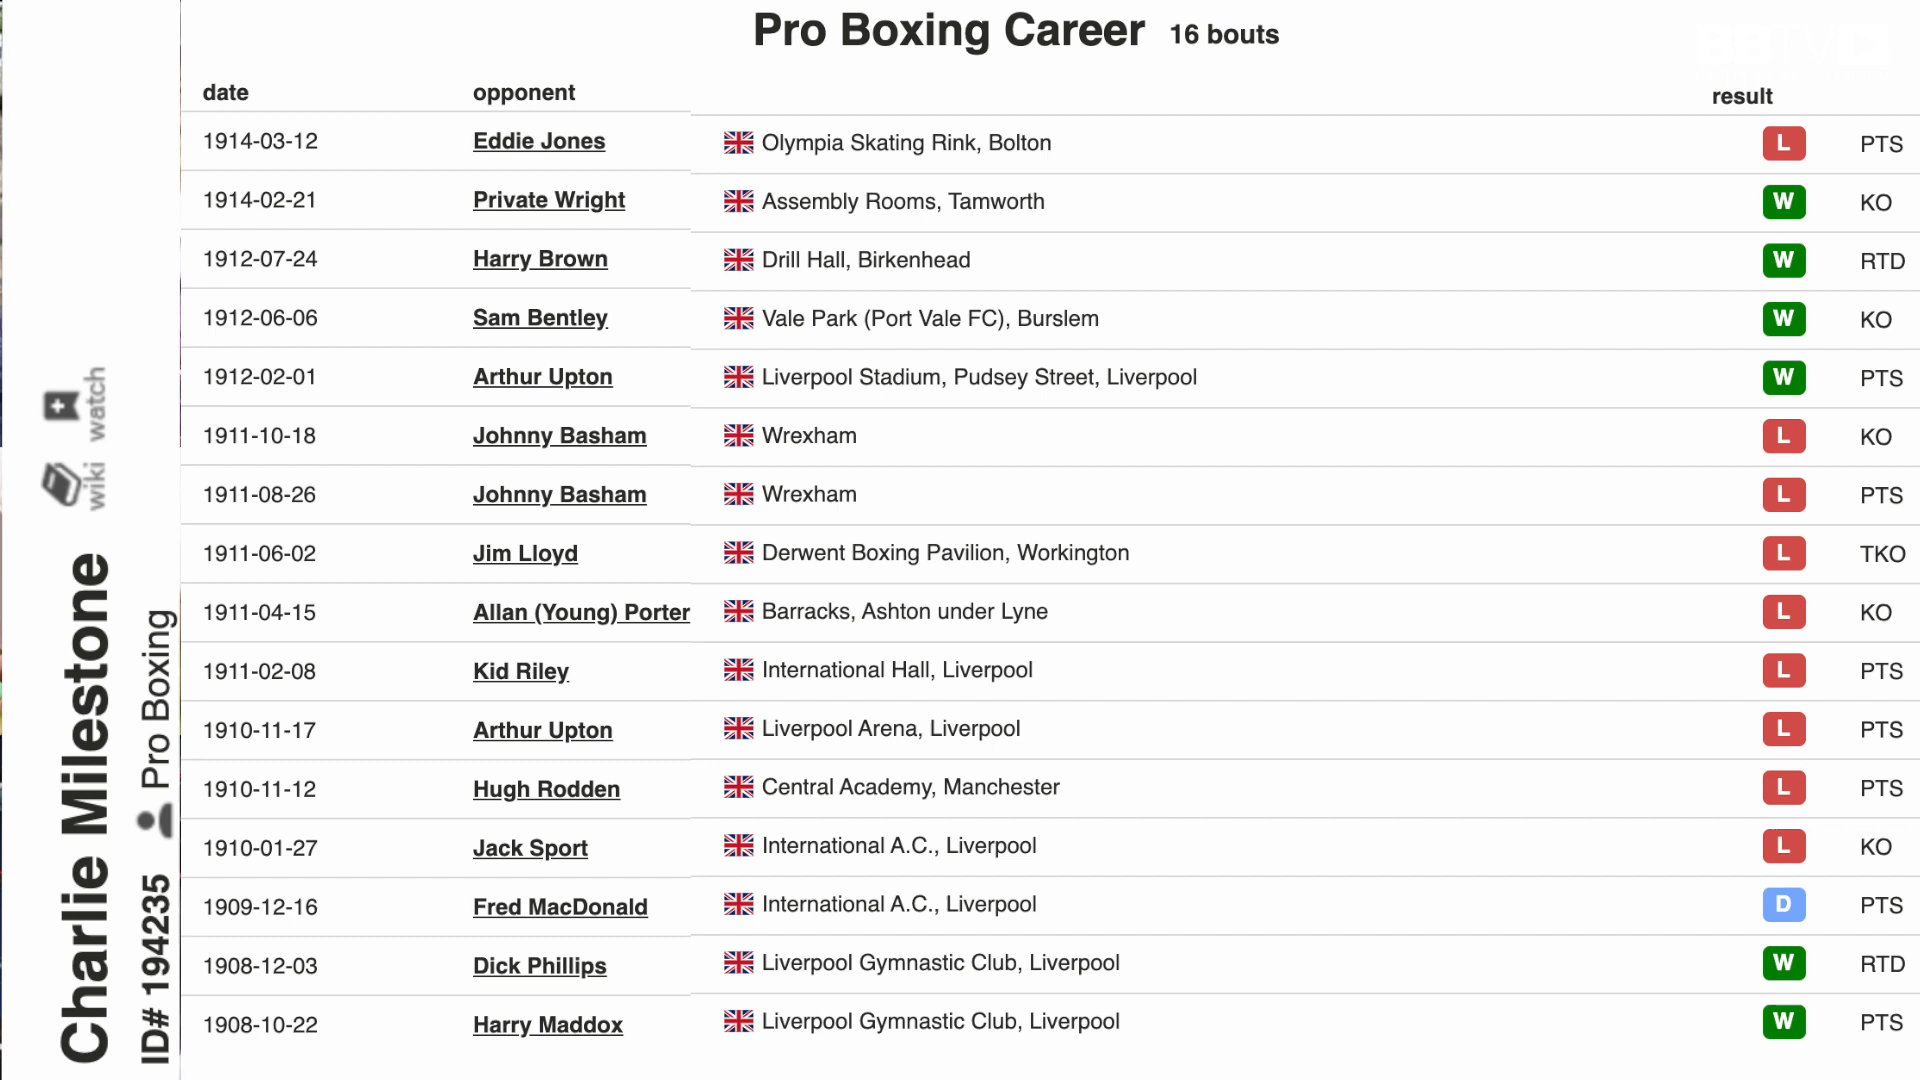 Pro Boxing Career 16 bouts
date opponent result
1914-03-12 Eddie Jones Olympia Skating Rink, Bolton L PTS
1914-02-21 Private Wright Assembly Rooms, Tamworth W KO
1912-07-24 Harry Brown Drill Hall, Birkenhead W RTD
1912-06-06 Sam Bentley Vale Park (Port Vale FC), Burslem W KO
1912-02-01 Arthur Upton Liverpool Stadium, Pudsey Street, Liverpool W PTS
1911-10-18 Johnny Basham Wrexham L KO
1911-08-26 Johnny Basham Wrexham L PTS
1911-06-02 Jim Lloyd Derwent Boxing Pavilion, Workington L TKO
1911-04-15 Allan (Young) Porter Barracks, Ashton under Lyne L KO
1911-02-08 Kid Riley International Hall, Liverpool L PTS
1910-11-17 Arthur Upton Liverpool Arena, Liverpool L PTS
1910-11-12 Hugh Rodden Central Academy, Manchester L PTS
1910-01-27 Jack Sport International A.C., Liverpool L KO
1909-12-16 Fred MacDonald International A.C., Liverpool D PTS
1908-12-03 Dick Phillips Liverpool Gymnastic Club, Liverpool W RTD
1908-10-22 Harry Maddox Liverpool Gymnastic Club, Liverpool W PTS
Charlie Milestone wiki watch
ID# 194235 Pro Boxing